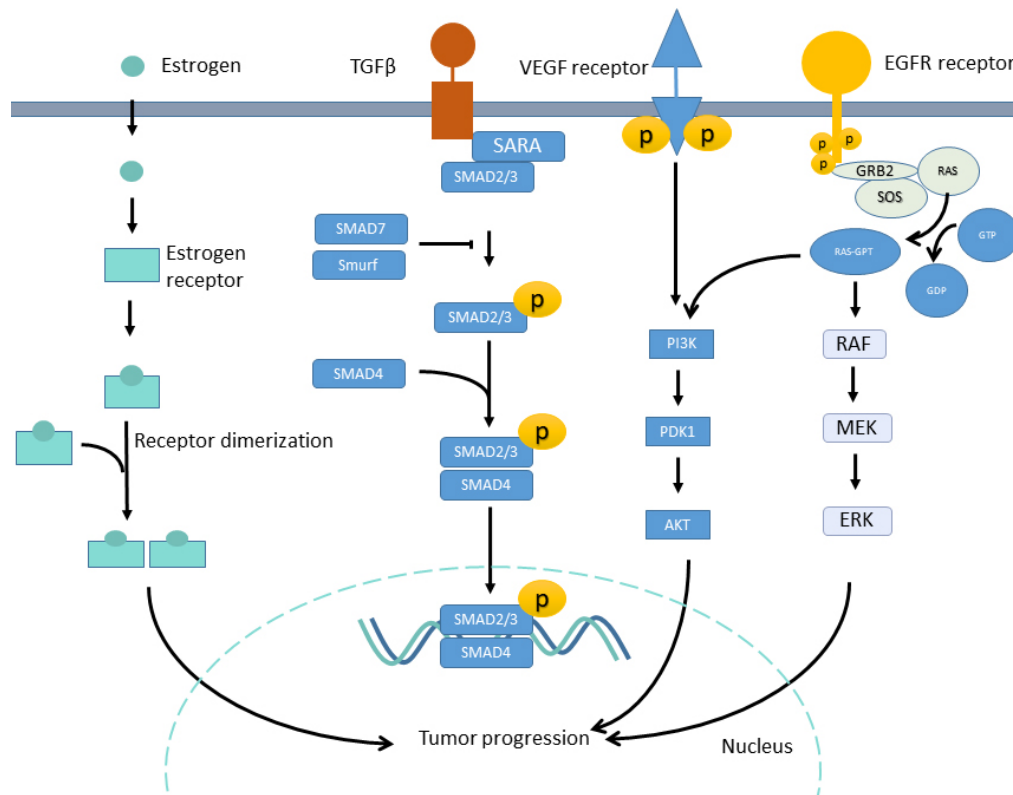 Estrogen
TGFβ
VEGF receptor
EGFR receptor
p
p
p
p
p
SARA
SMAD2/3
GRB2
RAS
SOS
SMAD7
Smurf
Estrogen
receptor
RAS-GPT
GTP
GDP
p
SMAD2/3
PI3K
RAF
SMAD4
Receptor dimerization
p
SMAD2/3
SMAD4
PDK1
MEK
AKT
ERK
p
SMAD2/3
SMAD4
Tumor progression
Nucleus